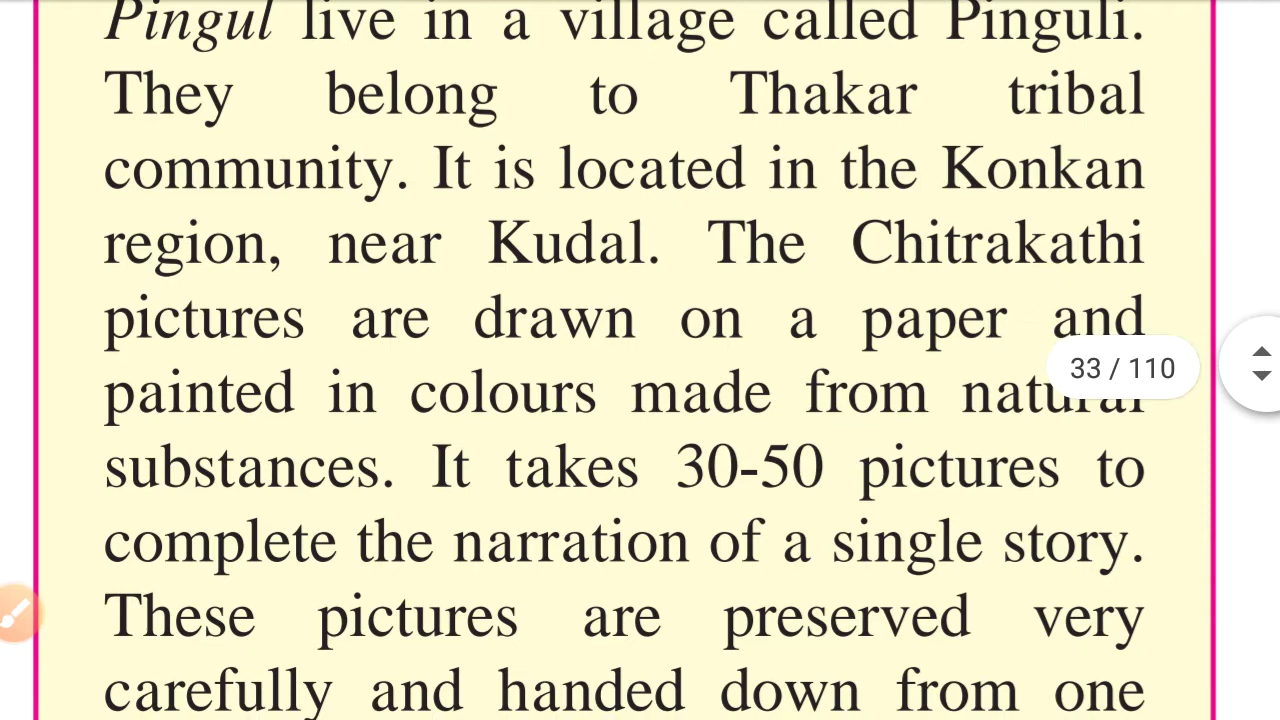 Pingul live in a village called Pinguli.
They belong to Thakar tribal
community. It is located in the Konkan
region, near Kudal. The Chitrakathi
pictures are drawn on a paper and
33 / 110
painted in colours made from natural
substances. It takes 30-50 pictures to
complete the narration of a single story.
These pictures are preserved very
carefully and handed down from one